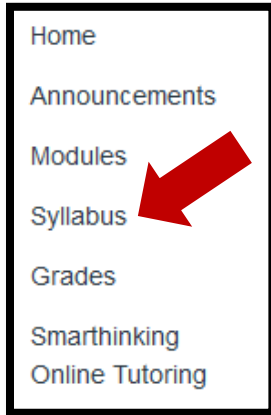 Home
Announcements
Modules
Syllabus
Grades
Smarthinking
Online Tutoring